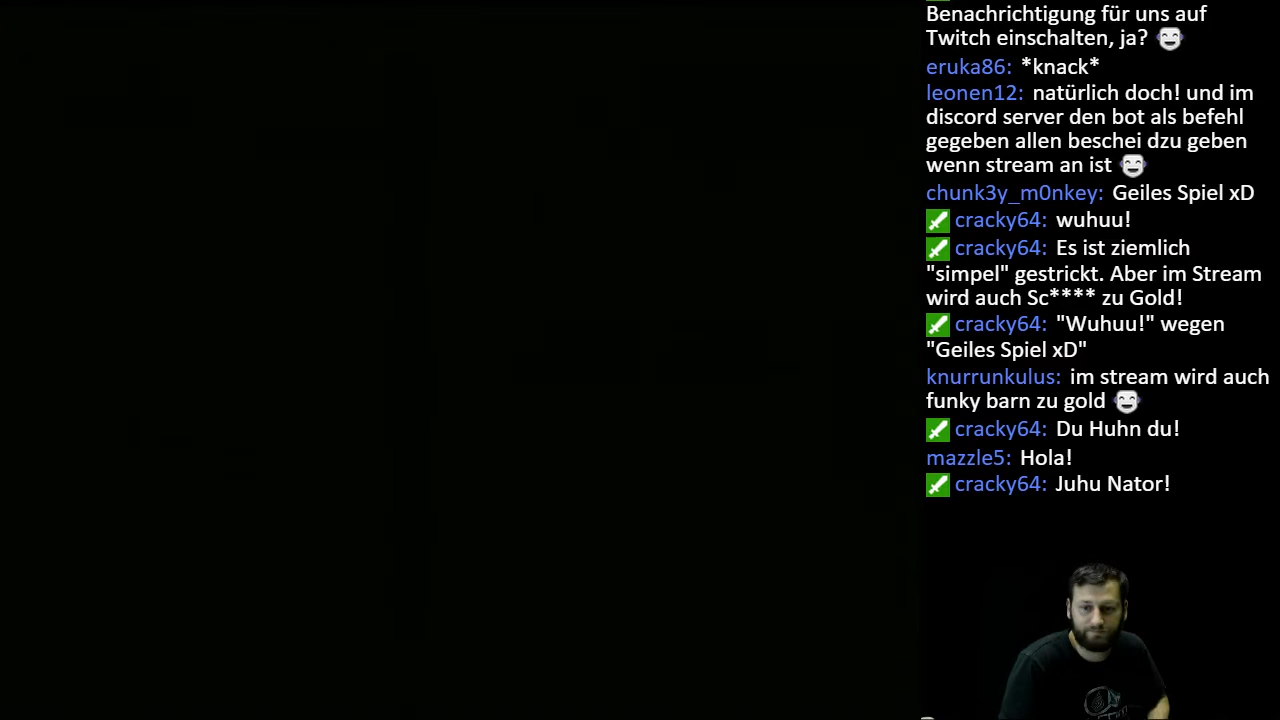 Benachrichtigung für uns auf
Twitch einschalten, ja?
eruka86: *knack*
leonen12: natürlich doch! und im
discord server den bot als befehl
gegeben allen beschei dzu geben
wenn stream an ist
chunk3y_m0nkey: Geiles Spiel xD
cracky64: wuhuu!
cracky64: Es ist ziemlich
"simpel" gestrickt. Aber im Stream
wird auch Sc**** zu Gold!
cracky64: "Wuhuu!" wegen
"Geiles Spiel xD"
knurrunkulus: im stream wird auch
funky barn zu gold
cracky64: Du Huhn du!
mazzle5: Hola!
cracky64: Juhu Nator!